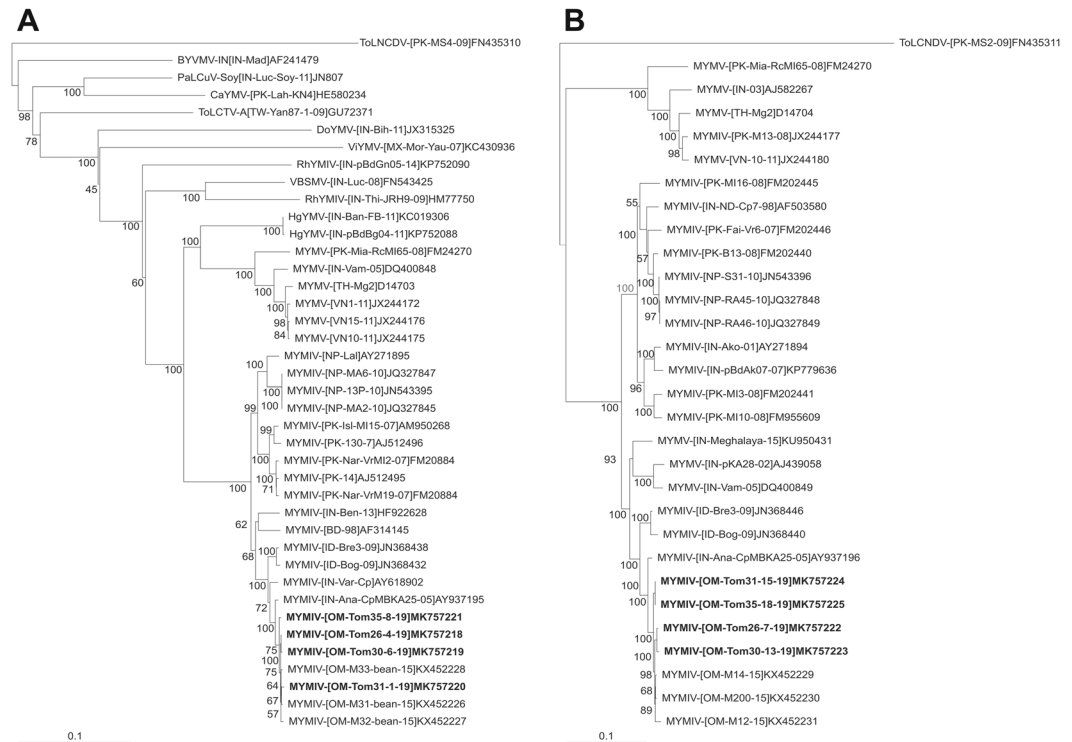 A
ToLNCDV-[PK-MS4-09]FN435310
BYVMV-IN[IN-Mad]AF241479
PaLCuV-Soy[IN-Luc-Soy-11]JN807
100
CaYMV-[PK-Lah-KN4]HE580234
98
ToLCTV-A[TW-Yan87-1-09]GU72371
78
DoYMV-[IN-Bih-11]JX315325
ViYMV-[MX-Mor-Yau-07]KC430936
100
RhYMIV-[IN-pBdGn05-14]KP752090
45
VBSMV-[IN-Luc-08]FN543425
100
RhYMIV-[IN-Thi-JRH9-09]HM77750
HgYMV-[IN-Ban-FB-11]KC019306
100
100
HgYMV-[IN-pBdBg04-11]KP752088
100
MYMV-[PK-Mia-RcMI65-08]FM24270
MYMV-[IN-Vam-05]DQ400848
60
100
MYMV-[TH-Mg2]D14703
100
MYMV-[VN1-11]JX244172
98
MYMV-[VN15-11]JX244176
84
MYMV-[VN10-11]JX244175
MYMIV-[NP-Lal]AY271895
100
100
MYMIV-[NP-MA6-10]JQ327847
100
MYMIV-[NP-13P-10]JN543395
100
MYMIV-[NP-MA2-10]JQ327845
99
MYMIV-[PK-Isl-MI15-07]AM950268
99
MYMIV-[PK-130-7]AJ512496
100
MYMIV-[PK-Nar-VrMI2-07]FM20884
100
MYMIV-[PK-14]AJ512495
100
71
MYMIV-[PK-Nar-VrM19-07]FM20884
MYMIV-[IN-Ben-13]HF922628
62
MYMIV-[BD-98]AF314145
MYMIV-[ID-Bre3-09]JN368438
68
100
MYMIV-[ID-Bog-09]JN368432
100
MYMIV-[IN-Var-Cp]AY618902
MYMIV-[IN-Ana-CpMBKA25-05]AY937195
72
MYMIV-[OM-Tom35-8-19]MK757221
100
MYMIV-[OM-Tom26-4-19]MK757218
75
MYMIV-[OM-Tom30-6-19]MK757219
100
MYMIV-[OM-M33-bean-15]KX452228
75
MYMIV-[OM-Tom31-1-19]MK757220
64
MYMIV-[OM-M31-bean-15]KX452226
67
57
MYMIV-[OM-M32-bean-15]KX452227
0.1
B
ToLCNDV-[PK-MS2-09]FN435311
MYMV-[PK-Mia-RcMI65-08]FM24270
100
MYMV-[IN-03]AJ582267
MYMV-[TH-Mg2]D14704
100
MYMV-[PK-M13-08]JX244177
98
MYMV-[VN-10-11]JX244180
MYMIV-[PK-MI16-08]FM202445
55
MYMIV-[IN-ND-Cp7-98]AF503580
100
MYMIV-[PK-Fai-Vr6-07]FM202446
57
MYMIV-[PK-B13-08]FM202440
100
MYMIV-[NP-S31-10]JN543396
100
100
MYMIV-[NP-RA45-10]JQ327848
97
MYMIV-[NP-RA46-10]JQ327849
MYMIV-[IN-Ako-01]AY271894
100
MYMIV-[IN-pBdAk07-07]KP779636
96
MYMIV-[PK-MI3-08]FM202441
100
100
MYMIV-[PK-MI10-08]FM955609
MYMV-[IN-Meghalaya-15]KU950431
93
MYMV-[IN-pKA28-02]AJ439058
100
MYMV-[IN-Vam-05]DQ400849
100
MYMIV-[ID-Bre3-09]JN368446
100
MYMIV-[ID-Bog-09]JN368440
100
MYMIV-[IN-Ana-CpMBKA25-05]AY937196
100
MYMIV-[OM-Tom31-15-19]MK757224
100
MYMIV-[OM-Tom35-18-19]MK757225
MYMIV-[OM-Tom26-7-19]MK757222
100
MYMIV-[OM-Tom30-13-19]MK757223
100
98
MYMIV-[OM-M14-15]KX452229
68
MYMIV-[OM-M200-15]KX452230
89
MYMIV-[OM-M12-15]KX452231
0.1